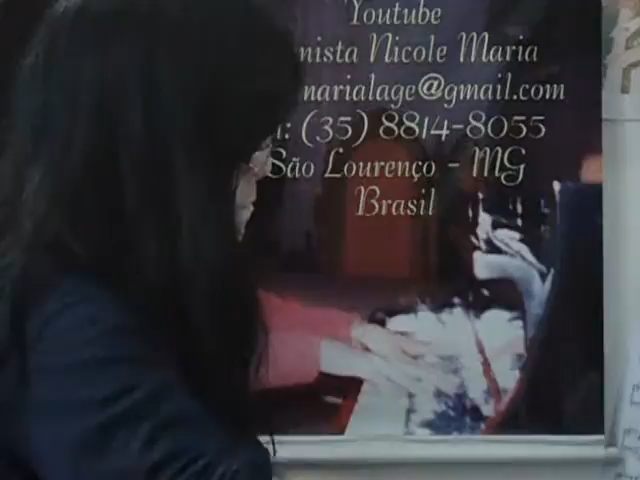 Youtube
nista Nicole Maria
narialage@gmail.com
: (35) 8814-8055
São Lourenço - MG
Brasil